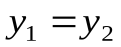 y₁ = y₂